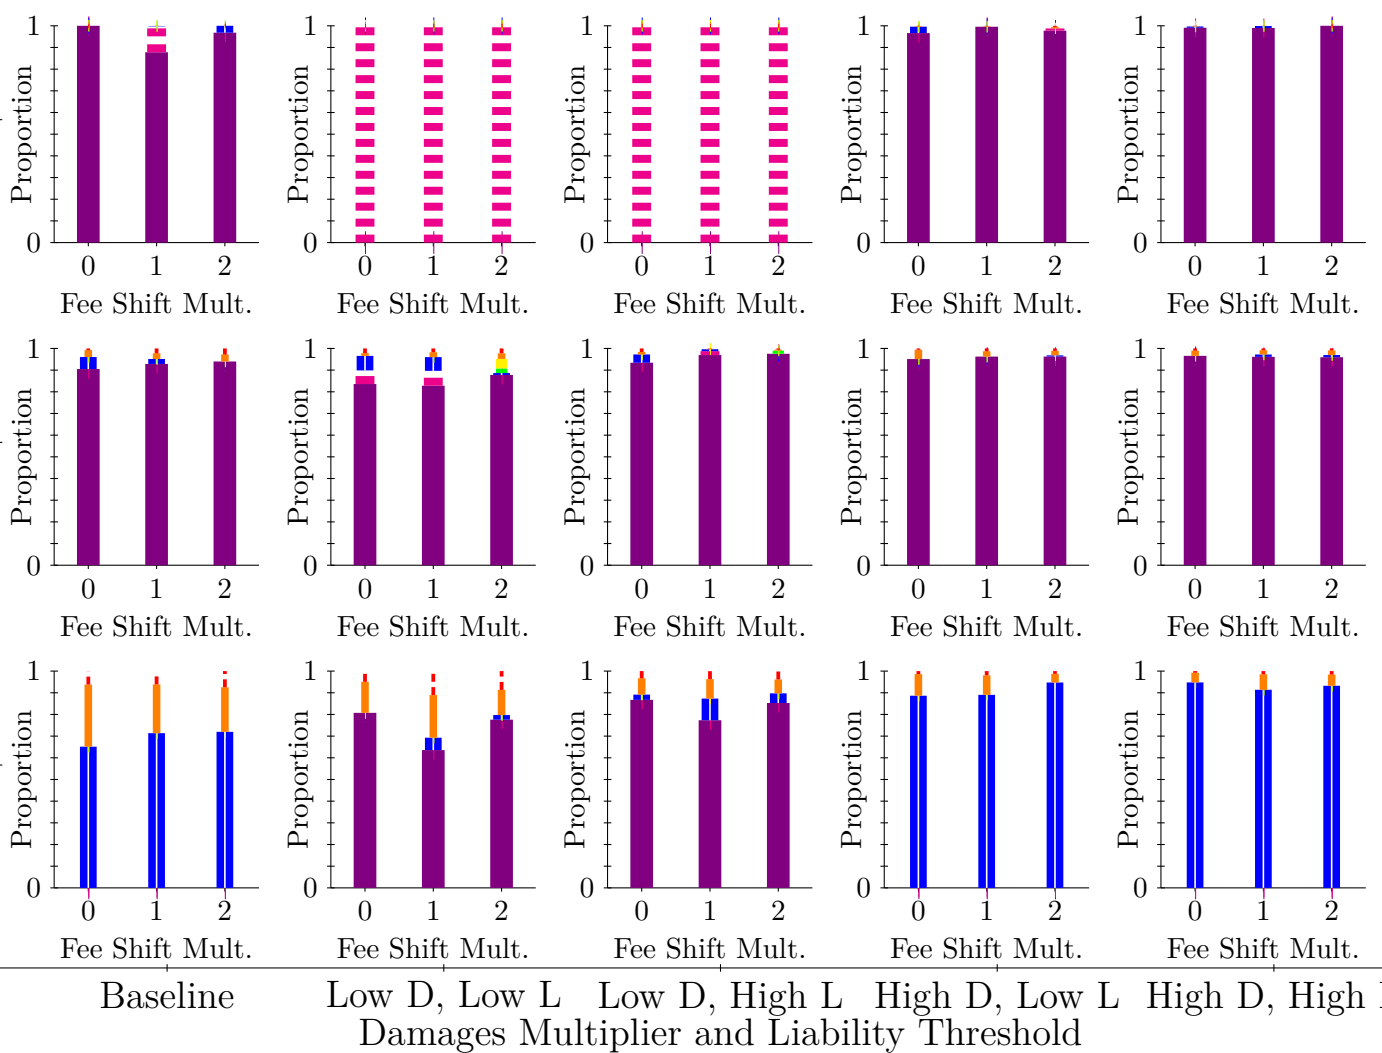 1 1 1 1 1
Proportion Proportion Proportion Proportion Proportion
0 0 0 0 0
0 1 2 0 1 2 0 1 2 0 1 2 0 1 2
Fee Shift Mult. Fee Shift Mult. Fee Shift Mult. Fee Shift Mult. Fee Shift Mult.
1 1 1 1 1
Proportion Proportion Proportion Proportion Proportion
0 0 0 0 0
0 1 2 0 1 2 0 1 2 0 1 2 0 1 2
Fee Shift Mult. Fee Shift Mult. Fee Shift Mult. Fee Shift Mult. Fee Shift Mult.
1 1 1 1 1
Proportion Proportion Proportion Proportion Proportion
0 0 0 0 0
0 1 2 0 1 2 0 1 2 0 1 2 0 1 2
Fee Shift Mult. Fee Shift Mult. Fee Shift Mult. Fee Shift Mult. Fee Shift Mult.
Baseline Low D, Low L Low D, High L High D, Low L High D, High
Damages Multiplier and Liability Threshold